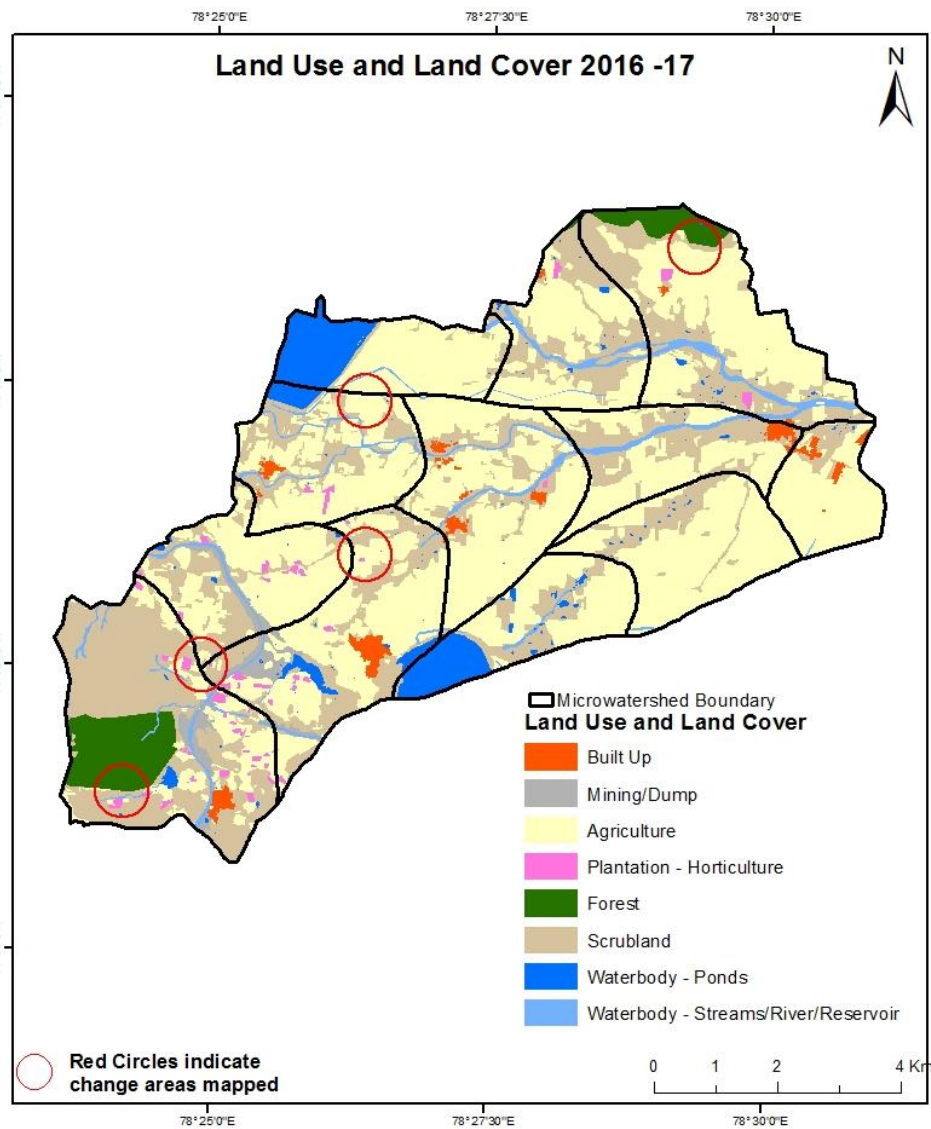 78°25'0"E
78°27'30"E
78°30'0"E
Land Use and Land Cover 2016 -17
N
Microwatershed Boundary
Land Use and Land Cover
Built Up
Mining/Dump
Agriculture
Plantation - Horticulture
Forest
Scrubland
Waterbody - Ponds
Waterbody - Streams/River/Reservoir
Red Circles indicate
change areas mapped
0 1 2 4 Km
78°25'0"E
78°27'30"E
78°30'0"E